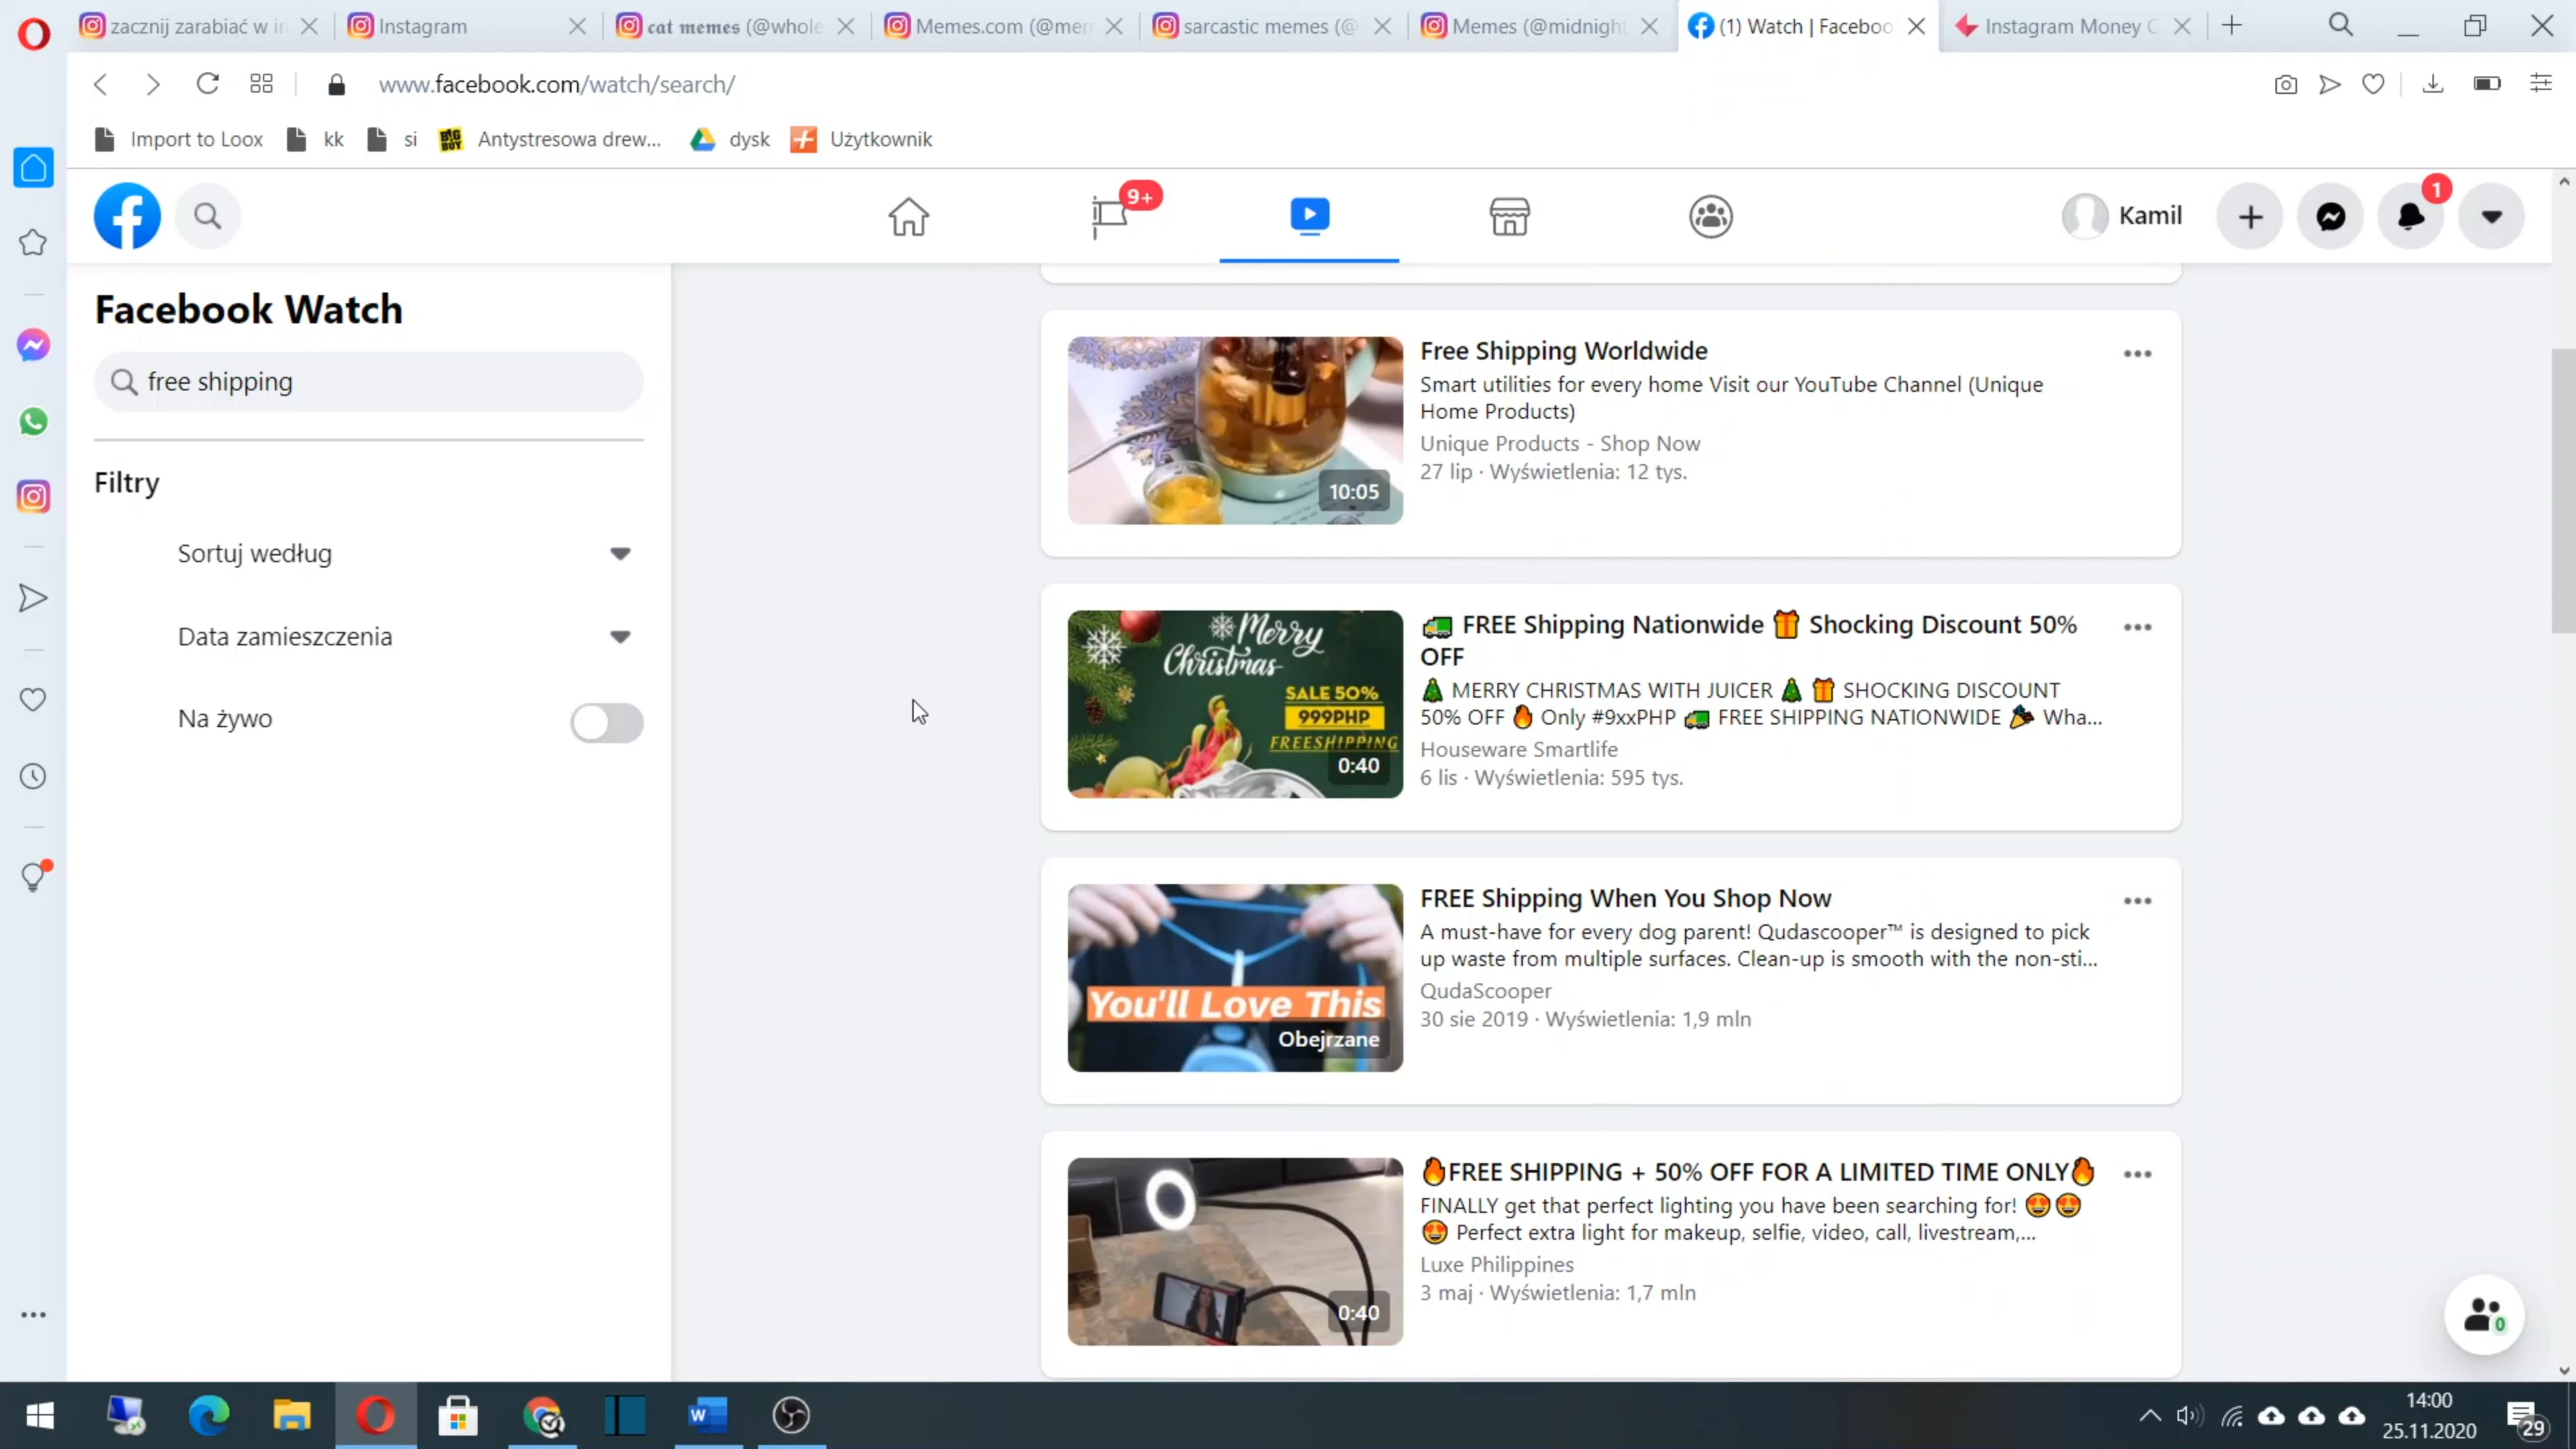 zacznij zarabiać w in
Instagram
cat memes (@whole
Memes.com (@men
sarcastic memes (@
Memes (@midnight
(1) Watch | Faceboo
Instagram Money C
www.facebook.com/watch/search/
Import to Loox
kk
si
BIG BUY
Antystresowa drew...
dysk
Użytkownik
9+
Kamil
1
Facebook Watch
free shipping
Filtry
Sortuj według
Data zamieszczenia
Na żywo
10:05
Free Shipping Worldwide
Smart utilities for every home Visit our YouTube Channel (Unique
Home Products)
Unique Products - Shop Now
27 lip · Wyświetlenia: 12 tys.
Merry
Christmas
SALE 50%
999PHP
FREESHIPPING
0:40
🚛 FREE Shipping Nationwide 🎁 Shocking Discount 50%
OFF
🎄 MERRY CHRISTMAS WITH JUICER 🎄 🎁 SHOCKING DISCOUNT
50% OFF 🔥 Only #9xxPHP 🚛 FREE SHIPPING NATIONWIDE 🎉 Wha...
Houseware Smartlife
6 lis · Wyświetlenia: 595 tys.
You'll Love This
Obejrzane
FREE Shipping When You Shop Now
A must-have for every dog parent! Qudascooper™ is designed to pick
up waste from multiple surfaces. Clean-up is smooth with the non-sti...
QudaScooper
30 sie 2019 · Wyświetlenia: 1,9 mln
0:40
🔥FREE SHIPPING + 50% OFF FOR A LIMITED TIME ONLY🔥
FINALLY get that perfect lighting you have been searching for! 🤩🤩
🤩 Perfect extra light for makeup, selfie, video, call, livestream,...
Luxe Philippines
3 maj · Wyświetlenia: 1,7 mln
0
14:00
25.11.2020
29